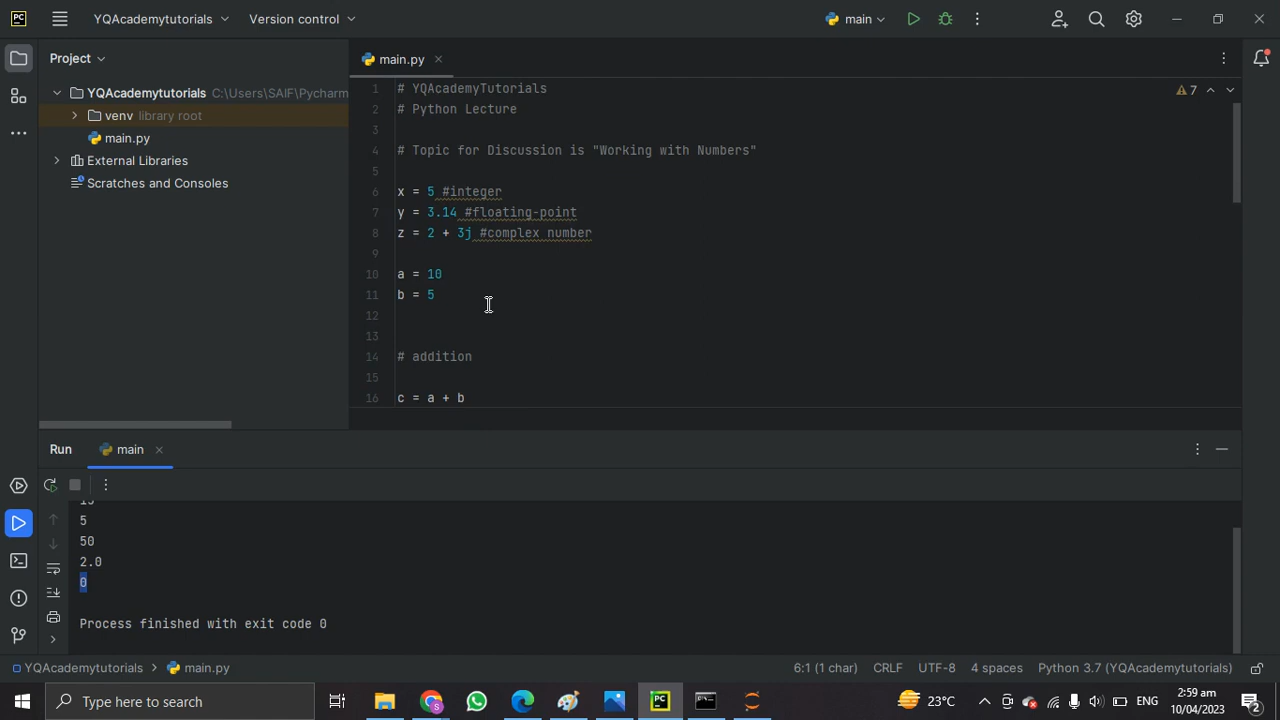 PC YQAcademytutorials Version control main
Project
main.py
YQAcademytutorials C:\Users\SAIF\Pycharm
venv library root
main.py
External Libraries
Scratches and Consoles
1 # YQAcademyTutorials
2 # Python Lecture
3
4 # Topic for Discussion is "Working with Numbers"
5
6 x = 5 #integer
7 y = 3.14 #floating-point
8 z = 2 + 3j #complex number
9
10 a = 10
11 b = 5
12
13
14 # addition
15
16 c = a + b
7
Run main
15
5
50
2.0
0
Process finished with exit code 0
YQAcademytutorials main.py 6:1 (1 char) CRLF UTF-8 4 spaces Python 3.7 (YQAcademytutorials)
Type here to search
PC
23°C
ENG
2:59 am
10/04/2023
2